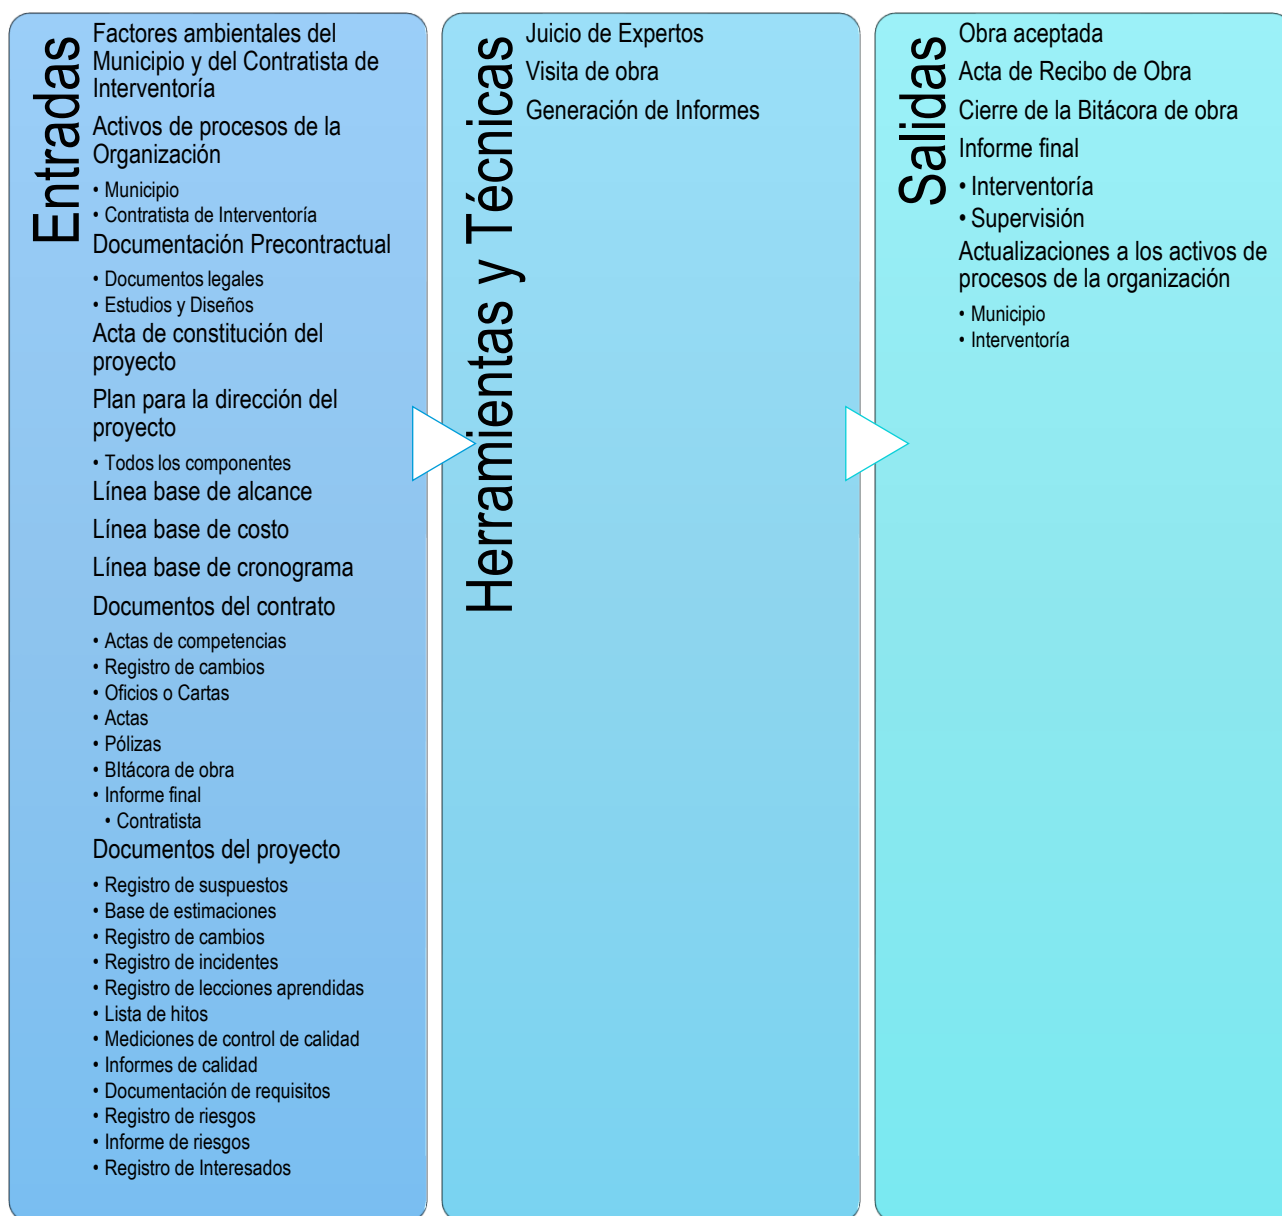 Entradas
Factores ambientales del
Municipio y del Contratista de
Interventoría
Activos de procesos de la
Organización
• Municipio
• Contratista de Interventoría
Documentación Precontractual
• Documentos legales
• Estudios y Diseños
Acta de constitución del
proyecto
Plan para la dirección del
proyecto
• Todos los componentes
Línea base de alcance
Línea base de costo
Línea base de cronograma
Documentos del contrato
• Actas de competencias
• Registro de cambios
• Oficios o Cartas
• Actas
• Pólizas
• BItácora de obra
• Informe final
• Contratista
Documentos del proyecto
• Registro de suspuestos
• Base de estimaciones
• Registro de cambios
• Registro de incidentes
• Registro de lecciones aprendidas
• Lista de hitos
• Mediciones de control de calidad
• Informes de calidad
• Documentación de requisitos
• Registro de riesgos
• Informe de riesgos
• Registro de Interesados
Herramientas y Técnicas
Juicio de Expertos
Visita de obra
Generación de Informes
Salidas
Obra aceptada
Acta de Recibo de Obra
Cierre de la Bitácora de obra
Informe final
• Interventoría
• Supervisión
Actualizaciones a los activos de
procesos de la organización
• Municipio
• Interventoría